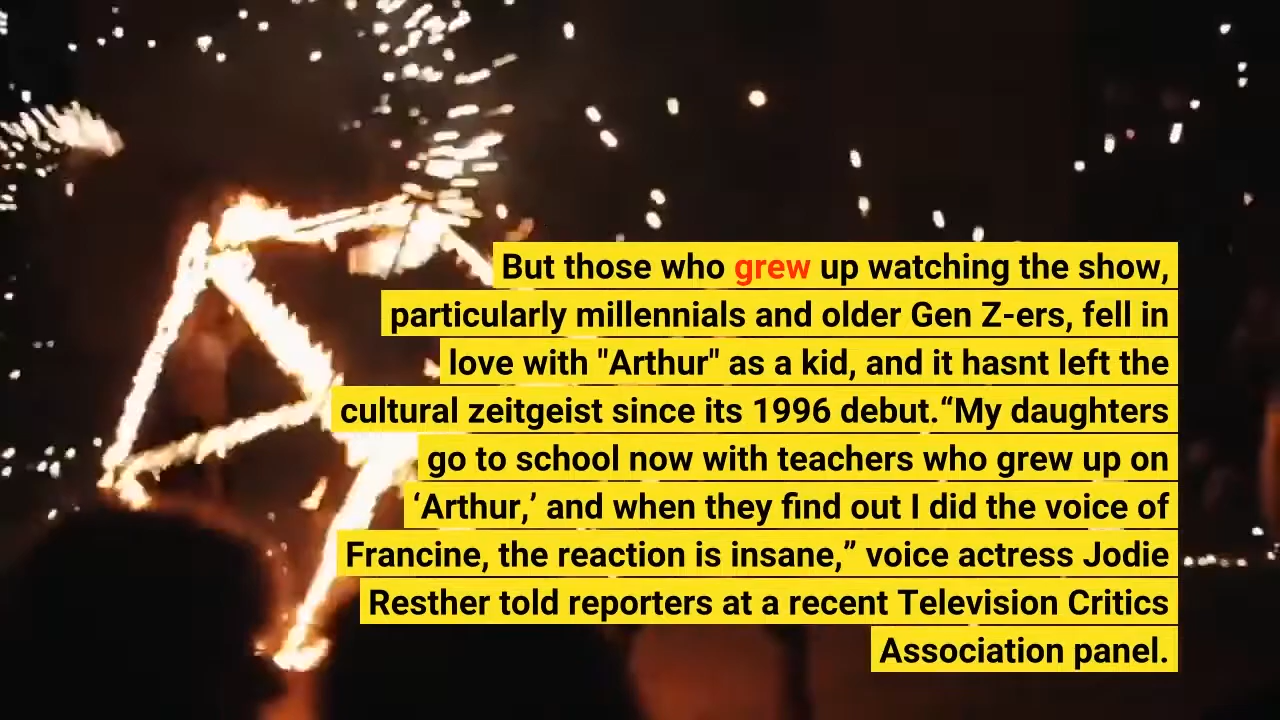 But those who grew up watching the show,
particularly millennials and older Gen Z-ers, fell in
love with "Arthur" as a kid, and it hasnt left the
cultural zeitgeist since its 1996 debut.“My daughters
go to school now with teachers who grew up on
‘Arthur,’ and when they find out I did the voice of
Francine, the reaction is insane,” voice actress Jodie
Resther told reporters at a recent Television Critics
Association panel.